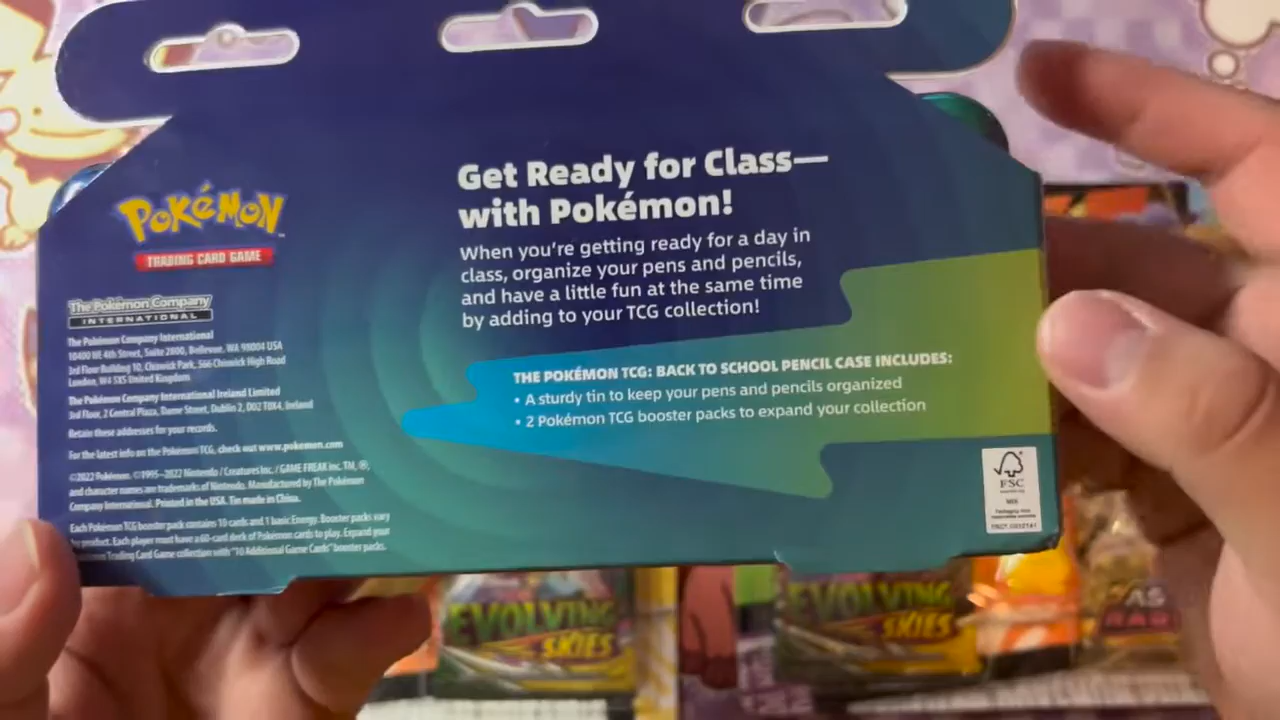 Get Ready for Class—
with Pokémon!
When you're getting ready for a day in
class, organize your pens and pencils,
and have a little fun at the same time
by adding to your TCG collection!
THE POKÉMON TCG: BACK TO SCHOOL PENCIL CASE INCLUDES:
• A sturdy tin to keep your pens and pencils organized
• 2 Pokémon TCG booster packs to expand your collection
POKéMON
TRADING CARD GAME
The Pokémon Company
INTERNATIONAL
The Pokémon Company International
10400 NE 4th Street, Suite 2800, Bellevue, WA 98004 USA
3rd Floor Building 10, Chiswick Park, 566 Chiswick High Road
London, W4 5XS United Kingdom
The Pokémon Company International Ireland Limited
3rd Floor, 2 Central Plaza, Dame Street, Dublin 2, D02 T0X4, Ireland
Retain these addresses for your records.
For the latest info on the Pokémon TCG, check out www.pokemon.com
©2022 Pokémon. ©1995–2022 Nintendo / Creatures Inc. / GAME FREAK inc. TM, ®,
and character names are trademarks of Nintendo. Manufactured by The Pokémon
Company International. Printed in the USA. Tin made in China.
Each Pokémon TCG booster pack contains 10 cards and 1 basic Energy. Booster packs vary
by product. Each player must have a 60-card deck of Pokémon cards to play. Expand your
Trading Card Game collection with "10 Additional Game Cards" booster packs.
FSC
MIX
EVOLVING
SKIES
EVOLVING
SKIES